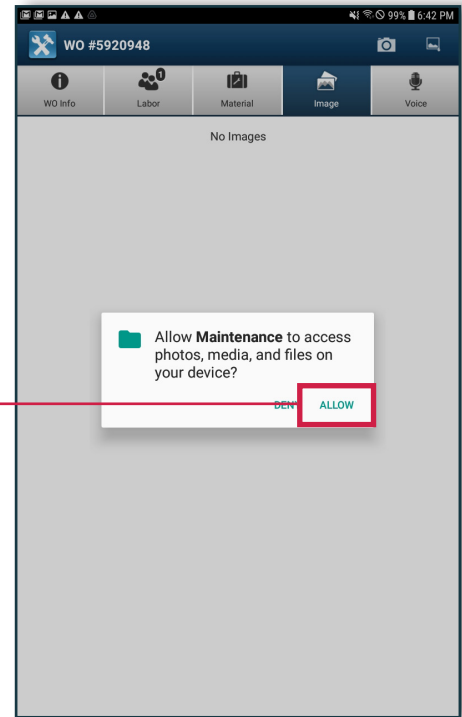 99% 6:42 PM
WO #5920948
1
WO Info
Labor
Material
Image
Voice
No Images
Allow Maintenance to access
photos, media, and files on
your device?
ALLOW